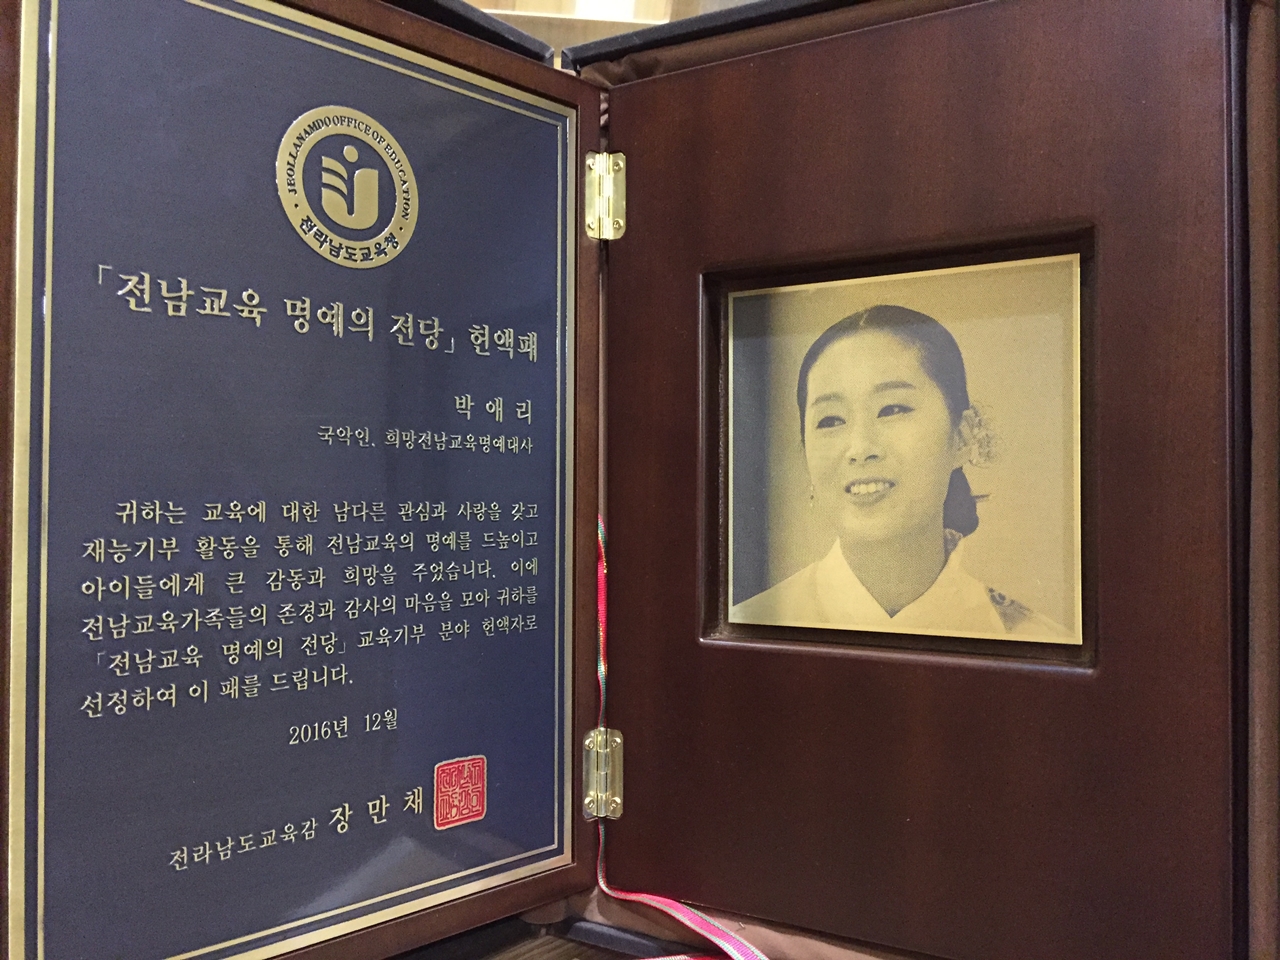 JEOLLANAMDO OFFICE OF EDUCATION
전라남도교육청
「전남교육 명예의 전당」 헌액패
박 애 리
국악인, 희망전남교육명예대사
귀하는 교육에 대한 남다른 관심과 사랑을 갖고
재능기부 활동을 통해 전남교육의 명예를 드높이고
아이들에게 큰 감동과 희망을 주었습니다. 이에
전남교육가족들의 존경과 감사의 마음을 모아 귀하를
「전남교육 명예의 전당」 교육기부 분야 헌액자로
선정하여 이 패를 드립니다.
2016년 12월
전라남도교육감 장 만 채